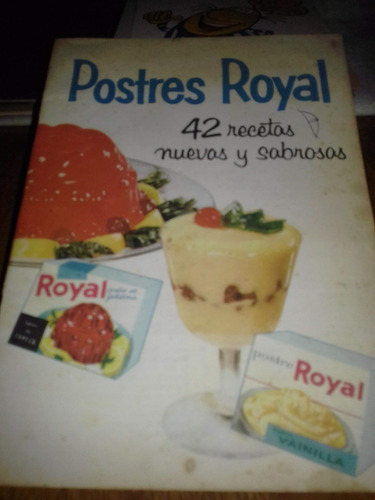 Postres Royal
42 recetas
nuevas y sabrosas
Royal
postre
Royal
VAINILLA